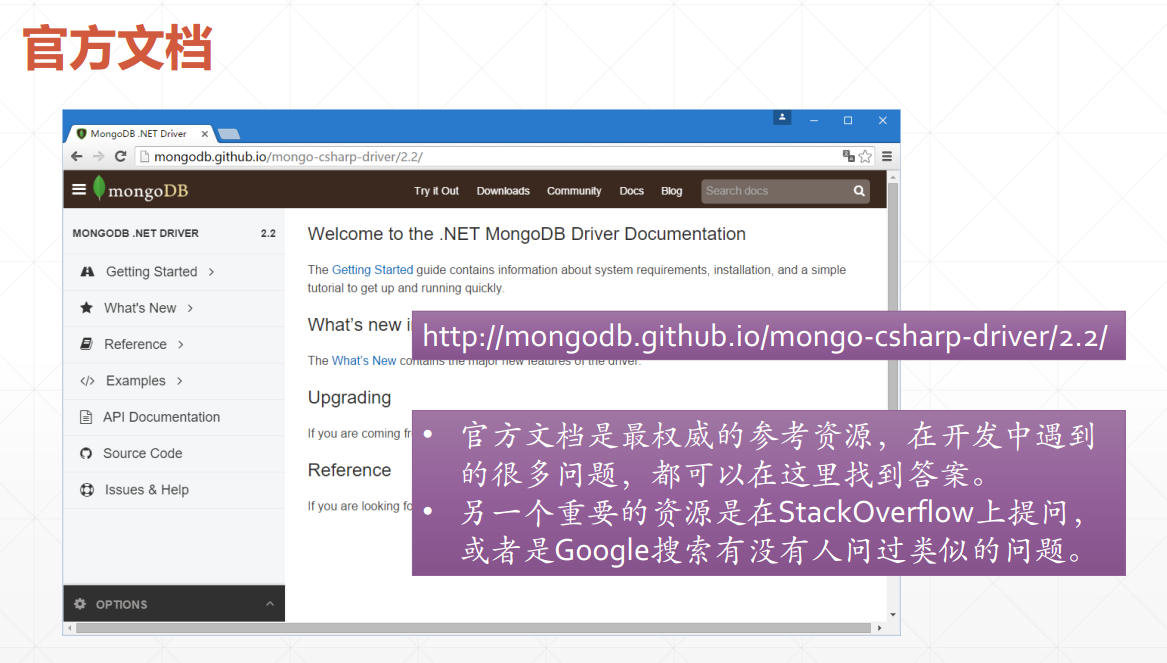 官方文档
MongoDB .NET Driver
mongodb.github.io/mongo-csharp-driver/2.2/
mongoDB
Try it Out Downloads Community Docs Blog Search docs
MONGODB .NET DRIVER 2.2
Getting Started
What's New
Reference
Examples
API Documentation
Source Code
Issues & Help
OPTIONS
Welcome to the .NET MongoDB Driver Documentation
The Getting Started guide contains information about system requirements, installation, and a simple
tutorial to get up and running quickly.
What's new
http://mongodb.github.io/mongo-csharp-driver/2.2/
The What's New contains the major new features of the driver.
Upgrading
If you are coming
Reference
If you are looking
• 官方文档是最权威的参考资源，在开发中遇到
的很多问题，都可以在这里找到答案。
• 另一个重要的资源是在StackOverflow上提问，
或者是Google搜索有没有人问过类似的问题。